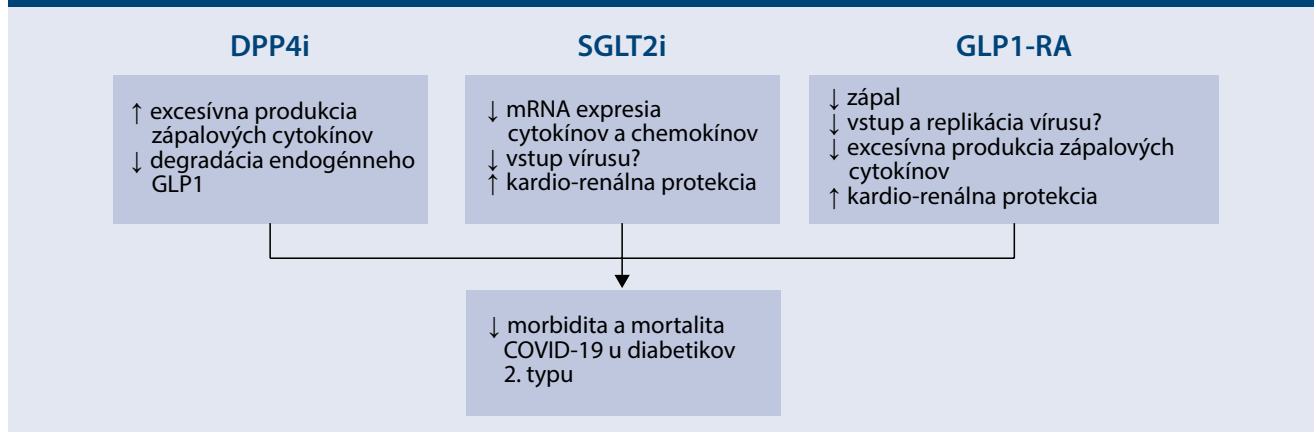 DPP4i
↑ excesívna produkcia
zápalových cytokínov
↓ degradácia endogénneho
GLP1
SGLT2i
↓ mRNA expresia
cytokínov a chemokínov
↓ vstup vírusu?
↑ kardio-renálna protekcia
GLP1-RA
↓ zápal
↓ vstup a replikácia vírusu?
↓ excesívna produkcia zápalových
cytokínov
↑ kardio-renálna protekcia
↓ morbidita a mortalita
COVID-19 u diabetikov
2. typu